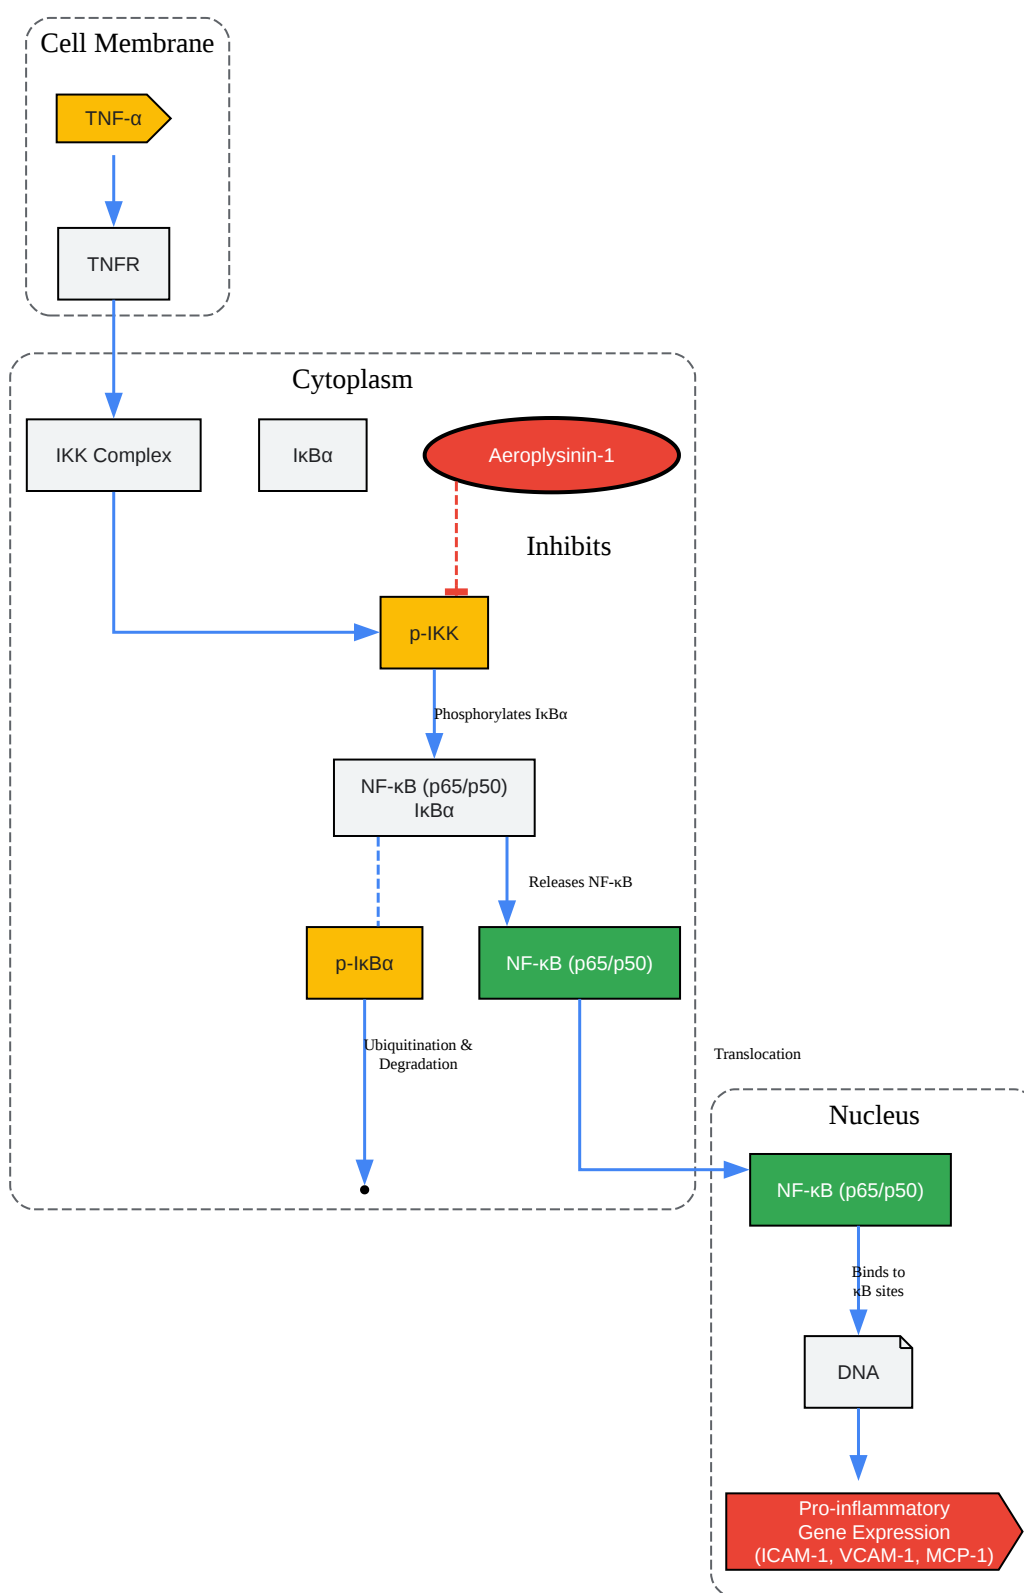 Cell Membrane
TNF-α
TNFR
Cytoplasm
IKK Complex
IκBα
Aeroplysinin-1
Inhibits
p-IKK
Phosphorylates IκBα
NF-κB (p65/p50)
IκBα
Releases NF-κB
p-IκBα
NF-κB (p65/p50)
Ubiquitination &
Degradation
Translocation
Nucleus
NF-κB (p65/p50)
Binds to
κB sites
DNA
Pro-inflammatory
Gene Expression
(ICAM-1, VCAM-1, MCP-1)